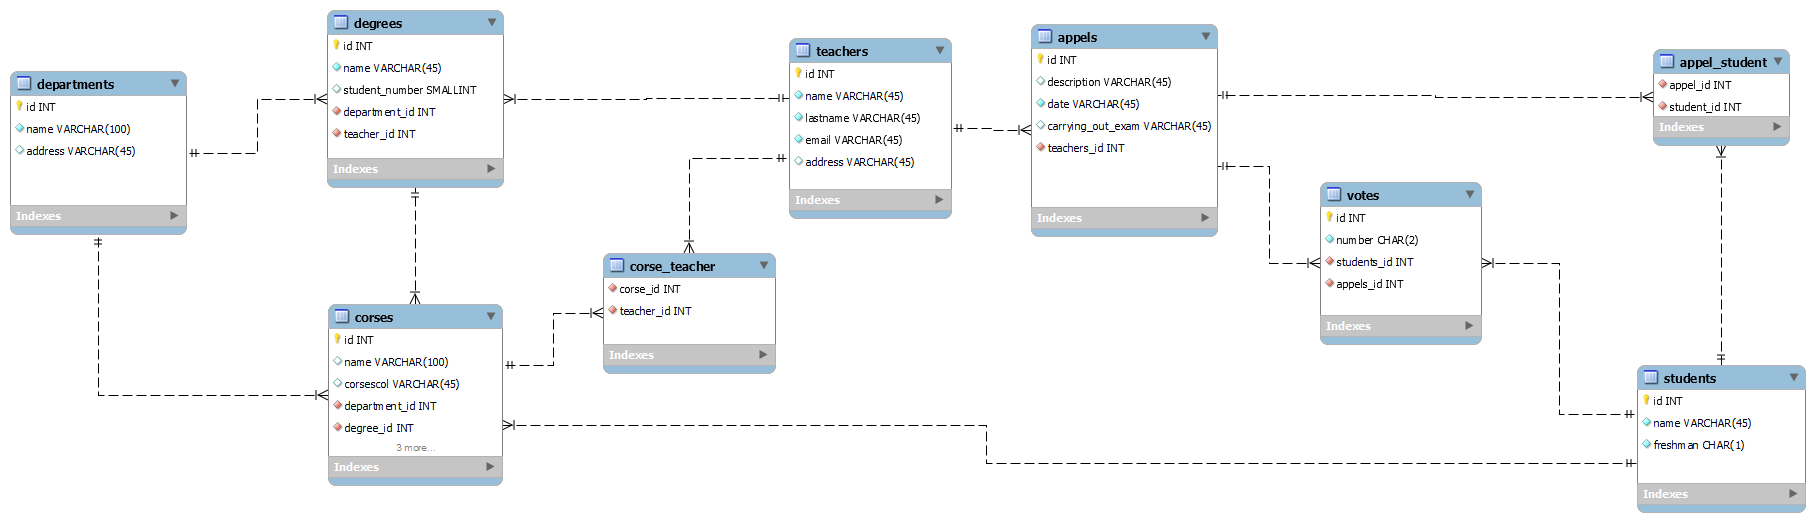 departments
id INT
name VARCHAR(100)
address VARCHAR(45)
Indexes
degrees
id INT
name VARCHAR(45)
student_number SMALLINT
department_id INT
teacher_id INT
Indexes
corses
id INT
name VARCHAR(100)
corsescol VARCHAR(45)
department_id INT
degree_id INT
3 more...
Indexes
corse_teacher
corse_id INT
teacher_id INT
Indexes
teachers
id INT
name VARCHAR(45)
lastname VARCHAR(45)
email VARCHAR(45)
address VARCHAR(45)
Indexes
appels
id INT
description VARCHAR(45)
date VARCHAR(45)
carrying_out_exam VARCHAR(45)
teachers_id INT
Indexes
votes
id INT
number CHAR(2)
students_id INT
appels_id INT
Indexes
appel_student
appel_id INT
student_id INT
Indexes
students
id INT
name VARCHAR(45)
freshman CHAR(1)
Indexes